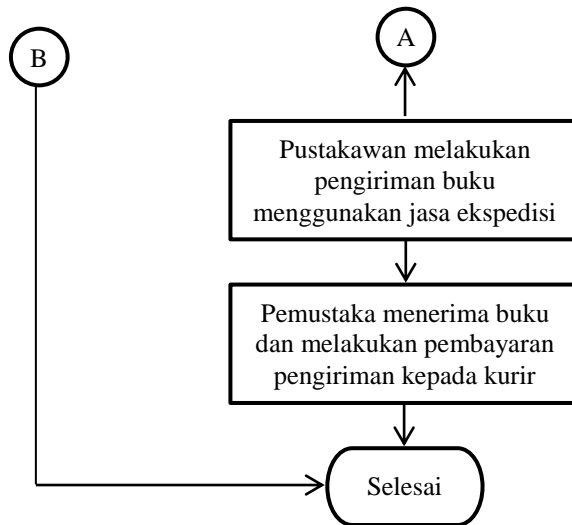 B
A
Pustakawan melakukan
pengiriman buku
menggunakan jasa ekspedisi
Pemustaka menerima buku
dan melakukan pembayaran
pengiriman kepada kurir
Selesai